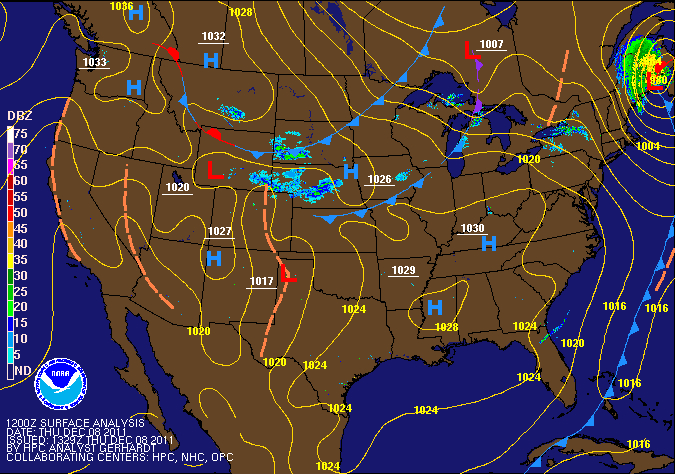 1036
H
1028
1032
H
L
1007
1033
H
L
980
1004
DBZ
75
70
65
60
55
50
45
40
35
30
25
20
15
10
5
ND
L
1020
H
1026
1020
1027
H
1030
H
1017
L
1029
1024
H
1028
1024
1016
1016
1020
1020
1020
1024
1024
1016
1024
1016
1024
NOAA
1200Z SURFACE ANALYSIS
DATE: THU DEC 08 2011
ISSUED: 1329Z THU DEC 08 2011
BY HPC ANALYST GERHARDT
COLLABORATING CENTERS: HPC, NHC, OPC